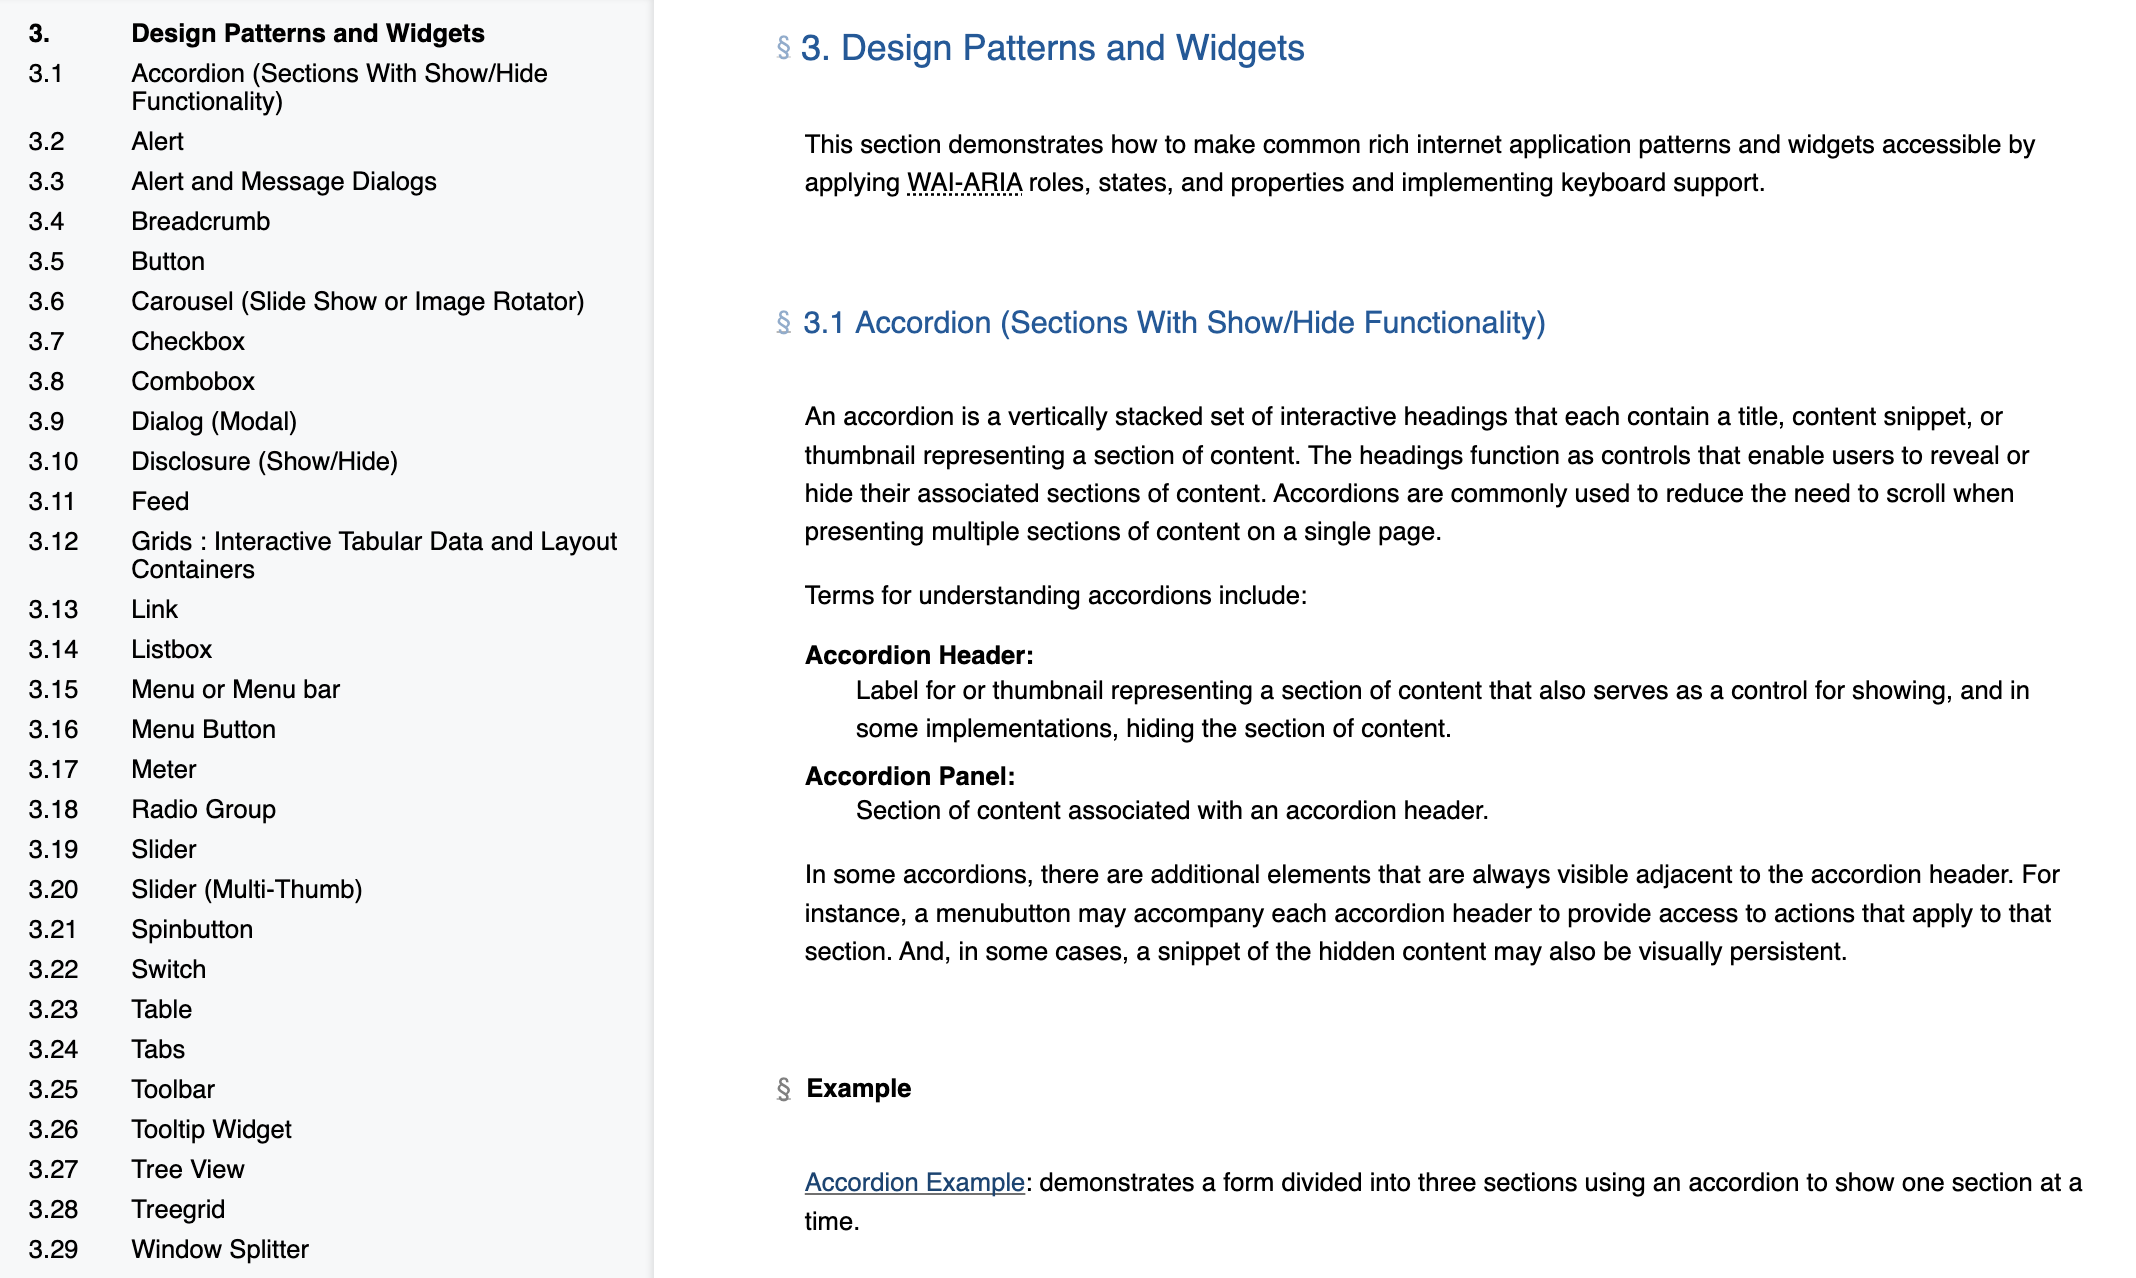 3. Design Patterns and Widgets
3.1 Accordion (Sections With Show/Hide
Functionality)
3.2 Alert
3.3 Alert and Message Dialogs
3.4 Breadcrumb
3.5 Button
3.6 Carousel (Slide Show or Image Rotator)
3.7 Checkbox
3.8 Combobox
3.9 Dialog (Modal)
3.10 Disclosure (Show/Hide)
3.11 Feed
3.12 Grids : Interactive Tabular Data and Layout
Containers
3.13 Link
3.14 Listbox
3.15 Menu or Menu bar
3.16 Menu Button
3.17 Meter
3.18 Radio Group
3.19 Slider
3.20 Slider (Multi-Thumb)
3.21 Spinbutton
3.22 Switch
3.23 Table
3.24 Tabs
3.25 Toolbar
3.26 Tooltip Widget
3.27 Tree View
3.28 Treegrid
3.29 Window Splitter
§ 3. Design Patterns and Widgets
This section demonstrates how to make common rich internet application patterns and widgets accessible by
applying WAI-ARIA roles, states, and properties and implementing keyboard support.
§ 3.1 Accordion (Sections With Show/Hide Functionality)
An accordion is a vertically stacked set of interactive headings that each contain a title, content snippet, or
thumbnail representing a section of content. The headings function as controls that enable users to reveal or
hide their associated sections of content. Accordions are commonly used to reduce the need to scroll when
presenting multiple sections of content on a single page.
Terms for understanding accordions include:
Accordion Header:
Label for or thumbnail representing a section of content that also serves as a control for showing, and in
some implementations, hiding the section of content.
Accordion Panel:
Section of content associated with an accordion header.
In some accordions, there are additional elements that are always visible adjacent to the accordion header. For
instance, a menubutton may accompany each accordion header to provide access to actions that apply to that
section. And, in some cases, a snippet of the hidden content may also be visually persistent.
§ Example
Accordion Example: demonstrates a form divided into three sections using an accordion to show one section at a
time.